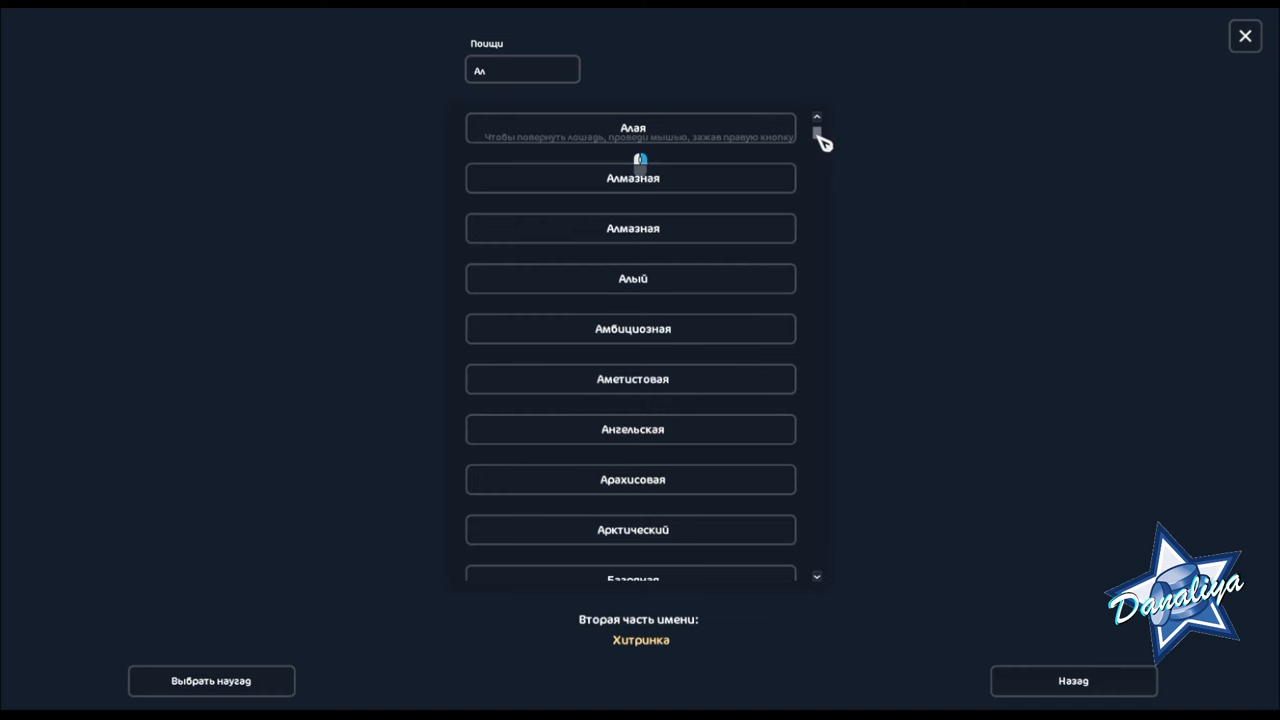 Поищи
Ал
Алая
Чтобы повернуть лошадь, проведи мышью, зажав правую кнопку
Алмазная
Алмазная
Алый
Амбициозная
Аметистовая
Ангельская
Арахисовая
Арктический
Вторая часть имени:
Хитринка
Выбрать наугад
Назад
Danaliya